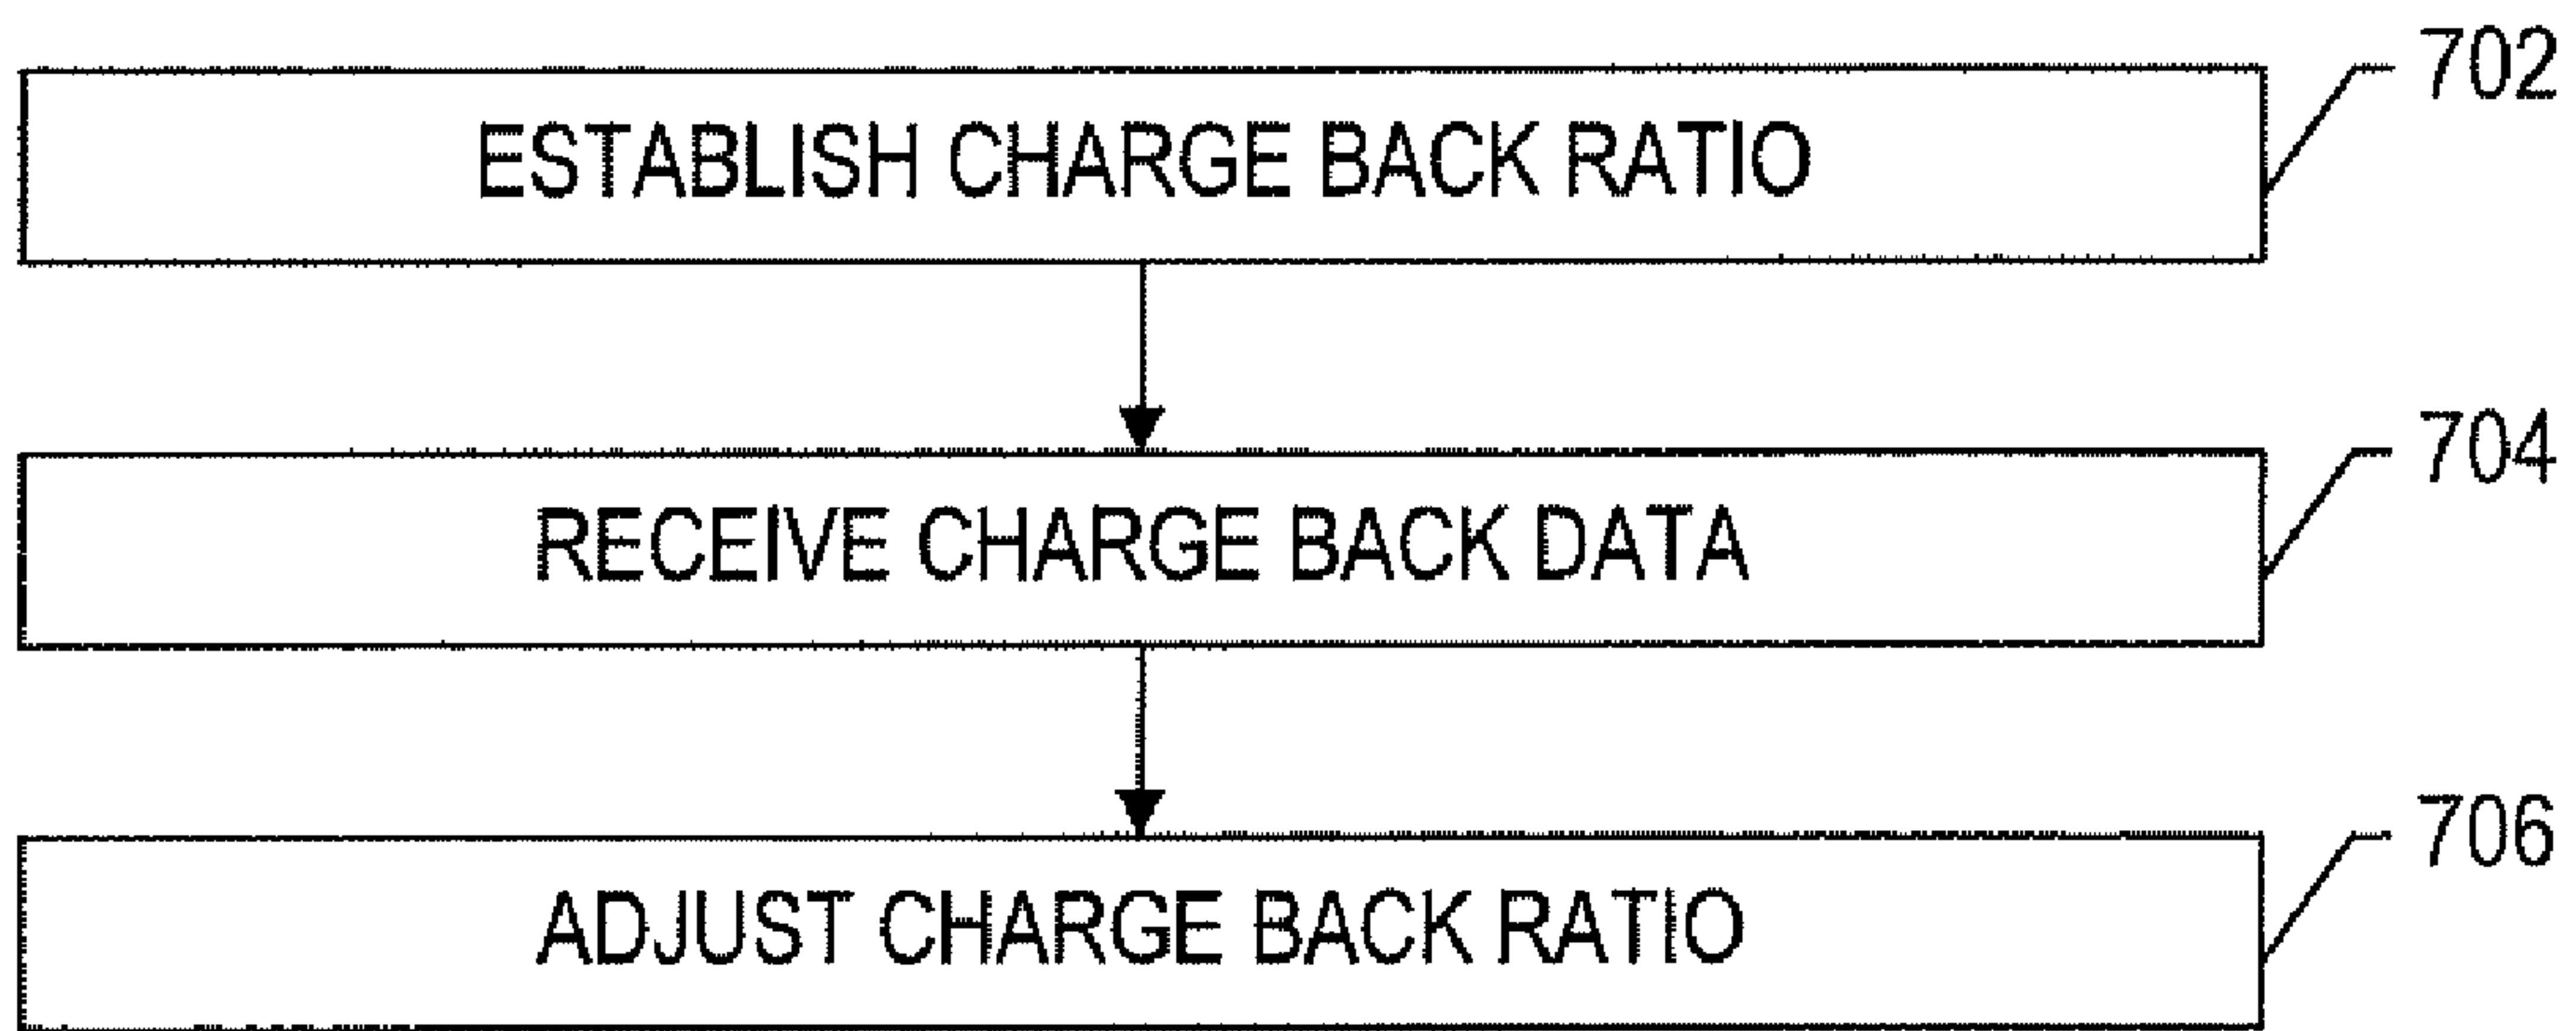 702
ESTABLISH CHARGE BACK RATIO
704
RECEIVE CHARGE BACK DATA
706
ADJUST CHARGE BACK RATIO